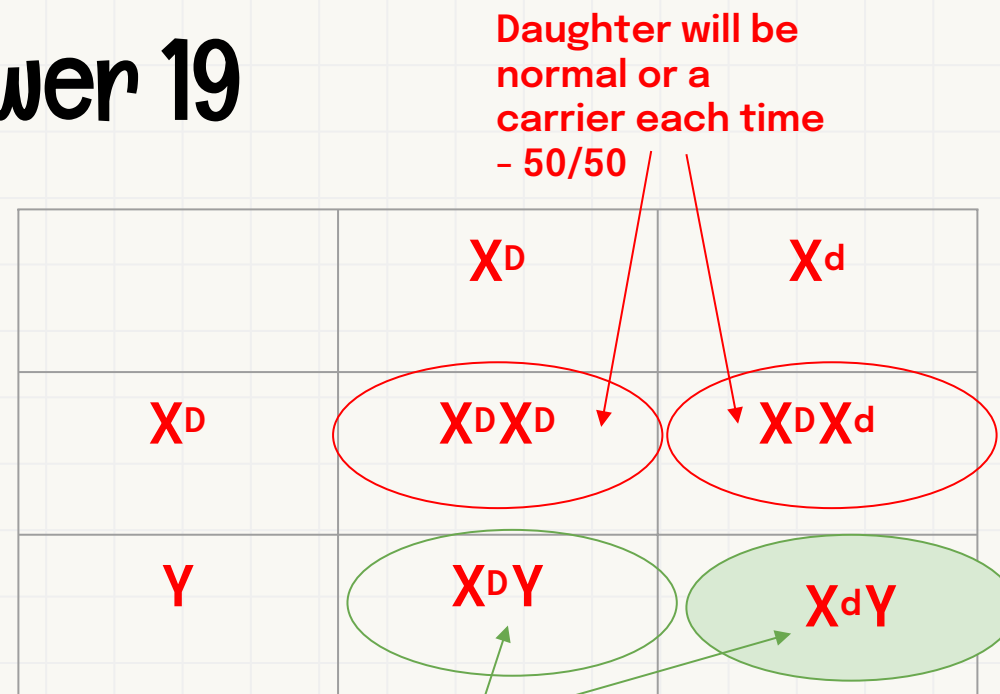 wer 19
Daughter will be
normal or a
carrier each time
- 50/50
XD Xd
XD XDXD XDXd
Y XDY XdY